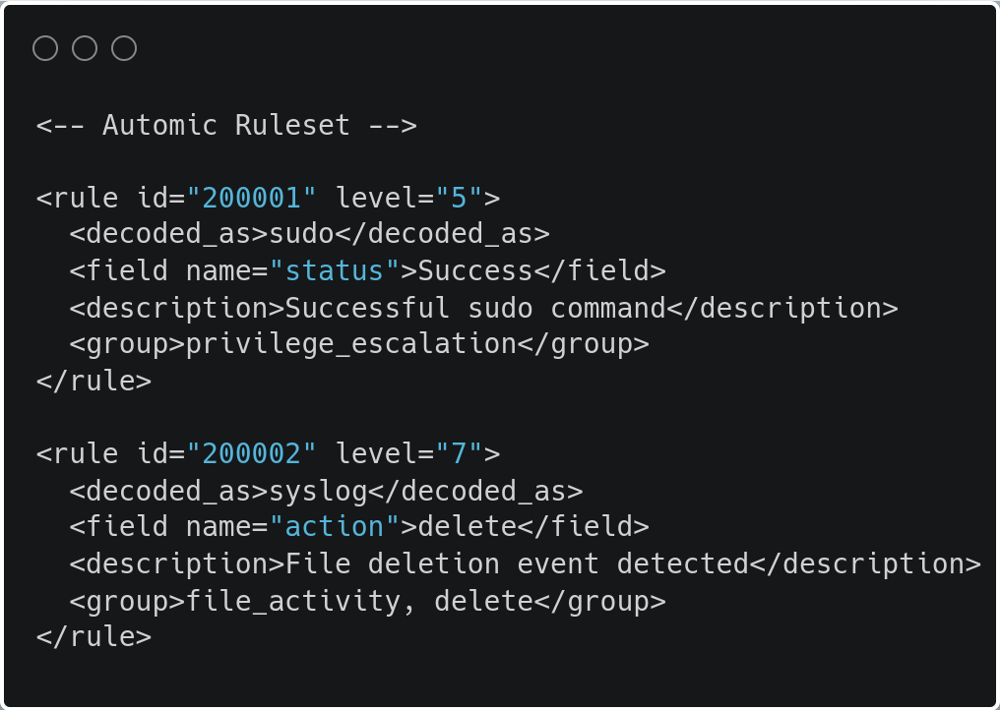 <-- Automic Ruleset -->
<rule id="200001" level="5">
  <decoded_as>sudo</decoded_as>
  <field name="status">Success</field>
  <description>Successful sudo command</description>
  <group>privilege_escalation</group>
</rule>
<rule id="200002" level="7">
  <decoded_as>syslog</decoded_as>
  <field name="action">delete</field>
  <description>File deletion event detected</description>
  <group>file_activity, delete</group>
</rule>